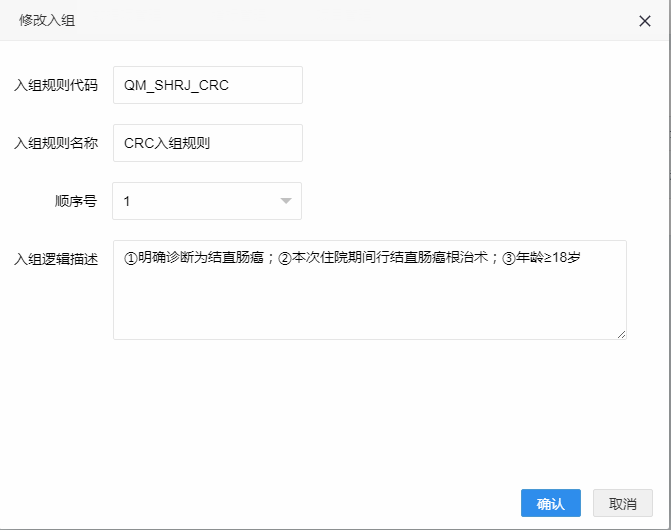 修改入组
入组规则代码 QM_SHRJ_CRC
入组规则名称 CRC入组规则
顺序号 1
入组逻辑描述 ①明确诊断为结直肠癌；②本次住院期间行结直肠癌根治术；③年龄≥18岁
确认 取消